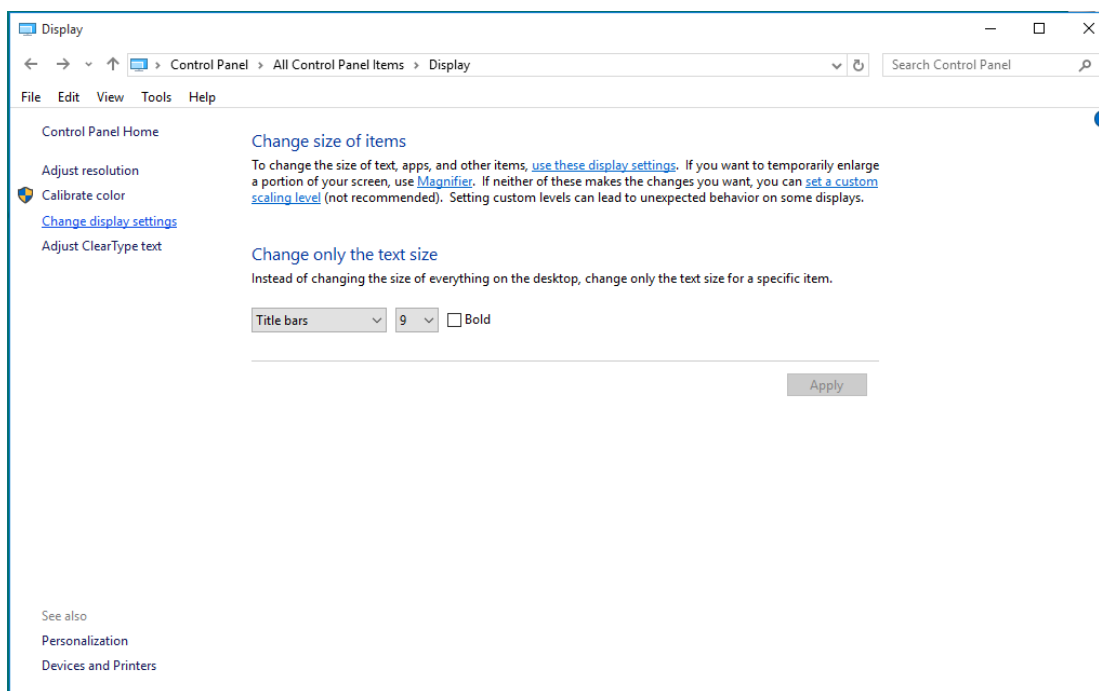 Display
Control Panel > All Control Panel Items > Display
Search Control Panel
File Edit View Tools Help
Control Panel Home
Adjust resolution
Calibrate color
Change display settings
Adjust ClearType text
Change size of items
To change the size of text, apps, and other items, use these display settings. If you want to temporarily enlarge
a portion of your screen, use Magnifier. If neither of these makes the changes you want, you can set a custom
scaling level (not recommended). Setting custom levels can lead to unexpected behavior on some displays.
Change only the text size
Instead of changing the size of everything on the desktop, change only the text size for a specific item.
Title bars 9 Bold
Apply
See also
Personalization
Devices and Printers